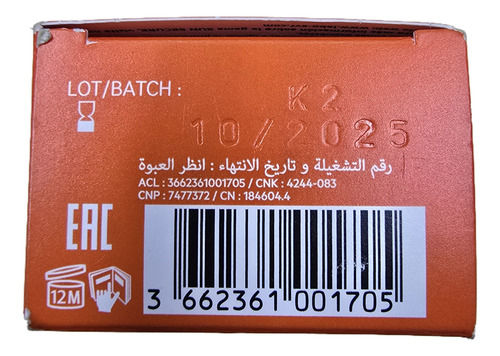 LOT/BATCH :
K2
10/2025
رقم التشغيلة و تاريخ الانتهاء : انظر العبوة
ACL : 3662361001705 / CNK : 4244-083
CNP : 7477372 / CN : 184604.4
EAC
12M
3 662361 001705